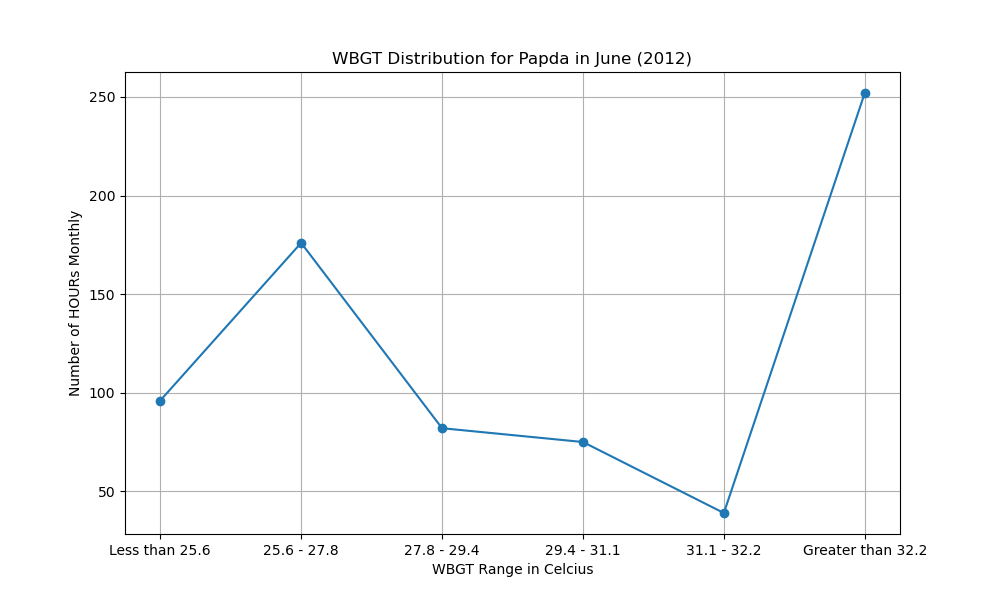 WBGT Distribution for Papda in June (2012)
Number of HOURs Monthly
250
200
150
100
50
Less than 25.6
25.6 - 27.8
27.8 - 29.4
29.4 - 31.1
31.1 - 32.2
Greater than 32.2
WBGT Range in Celcius